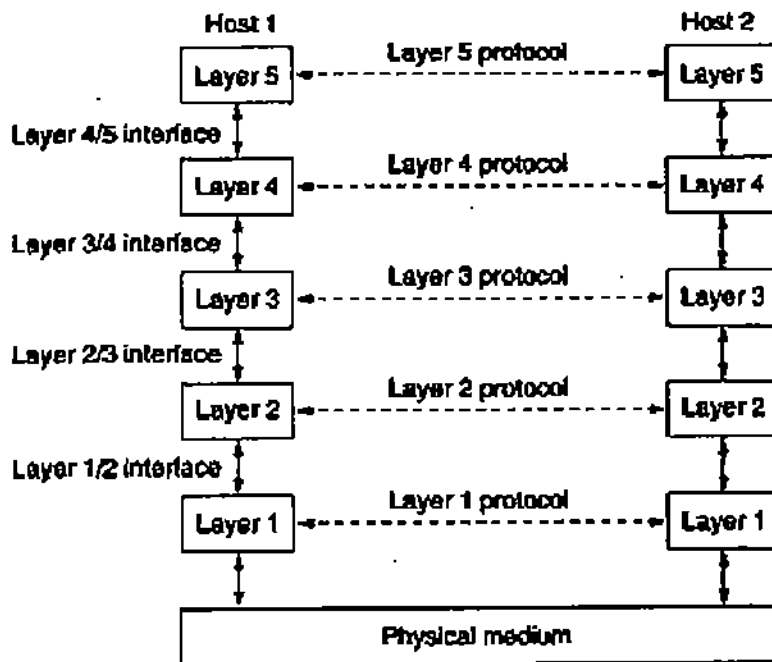 Host 1 Host 2
Layer 5 Layer 5 protocol Layer 5
Layer 4/5 interface
Layer 4 Layer 4 protocol Layer 4
Layer 3/4 interface
Layer 3 Layer 3 protocol Layer 3
Layer 2/3 interface
Layer 2 Layer 2 protocol Layer 2
Layer 1/2 interface
Layer 1 Layer 1 protocol Layer 1
Physical medium